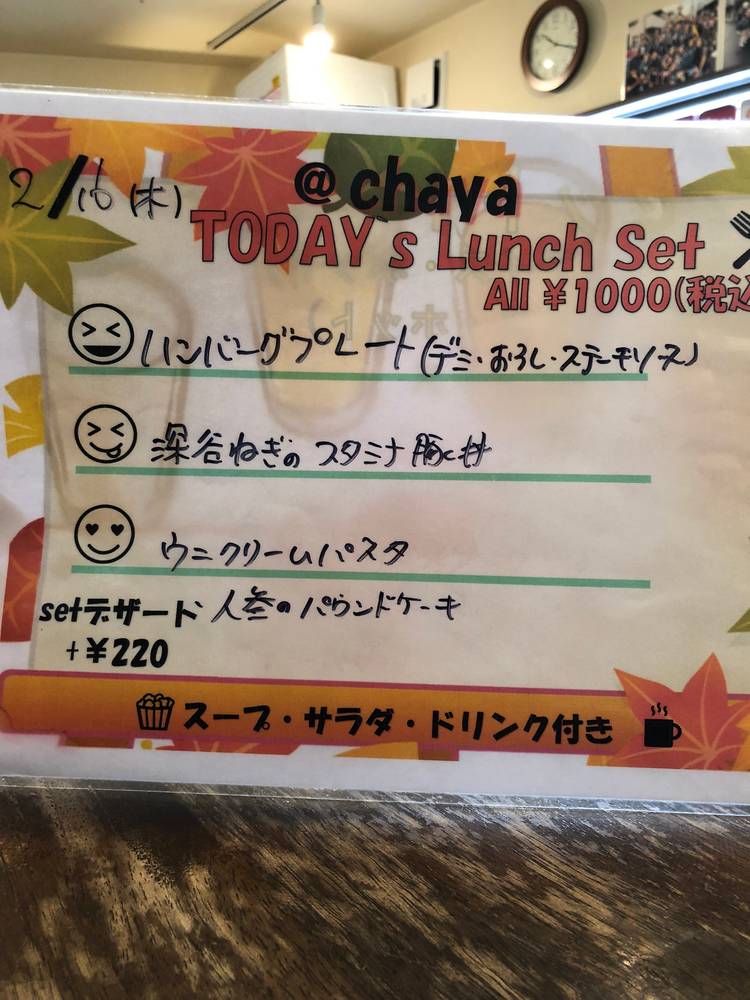 2/16(木)
@chaya
TODAY's Lunch Set
All ¥1000(税込
ハンバーグプレート(デミ・おろし・ステーキソース)
深谷ねぎの スタミナ豚丼
ウニクリームパスタ
setデザード 人参のパウンドケーキ
+¥220
スープ・サラダ・ドリンク付き